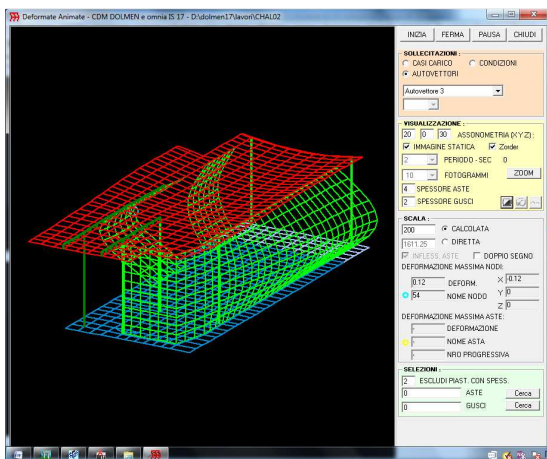 Deformate Animate - CDM DOLMEN e omnia IS 17 - D:\dolmen17\lavori\CHAL02
INIZIA FERMA PAUSA CHIUDI
SOLLECITAZIONI :
CASI CARICO CONDIZIONI
AUTOVETTORI
Autovettore 3
VISUALIZZAZIONE :
20 0 30 ASSONOMETRIA (X Y Z) :
IMMAGINE STATICA Zorder
2 PERIODO - SEC 0
10 FOTOGRAMMI ZOOM
4 SPESSORE ASTE
2 SPESSORE GUSCI
SCALA :
200 CALCOLATA
1611.25 DIRETTA
INFLESS. ASTE DOPPIO SEGNO
DEFORMAZIONE MASSIMA NODI:
0.12 DEFORM. X -0.12
54 NOME NODO Y 0
Z 0
DEFORMAZIONE MASSIMA ASTE:
- DEFORMAZIONE
- NOME ASTA
- NRO PROGRESSIVA
SELEZIONI :
2 ESCLUDI PIAST. CON SPESS.
0 ASTE Cerca
0 GUSCI Cerca